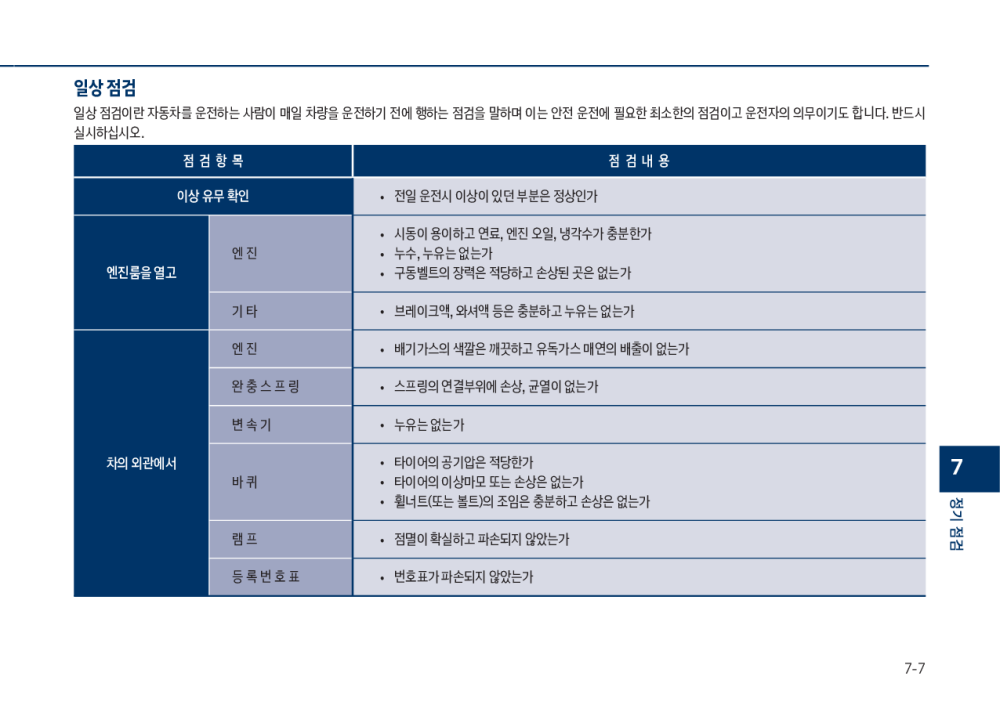 일상 점검
일상 점검이란 자동차를 운전하는 사람이 매일 차량을 운전하기 전에 행하는 점검을 말하며 이는 안전 운전에 필요한 최소한의 점검이고 운전자의 의무이기도 합니다. 반드시
실시하십시오.
점 검 항 목
점 검 내 용
이상 유무 확인
• 전일 운전시 이상이 있던 부분은 정상인가
엔진룸을 열고
엔 진
• 시동이 용이하고 연료, 엔진 오일, 냉각수가 충분한가
• 누수, 누유는 없는가
• 구동벨트의 장력은 적당하고 손상된 곳은 없는가
기 타
• 브레이크액, 와셔액 등은 충분하고 누유는 없는가
차의 외관에서
엔 진
• 배기가스의 색깔은 깨끗하고 유독가스 매연의 배출이 없는가
완 충 스 프 링
• 스프링의 연결부위에 손상, 균열이 없는가
변 속 기
• 누유는 없는가
바 퀴
• 타이어의 공기압은 적당한가
• 타이어의 이상마모 또는 손상은 없는가
• 휠너트(또는 볼트)의 조임은 충분하고 손상은 없는가
램 프
• 점멸이 확실하고 파손되지 않았는가
등 록 번 호 표
• 번호표가 파손되지 않았는가
7
정기 점검
7-7